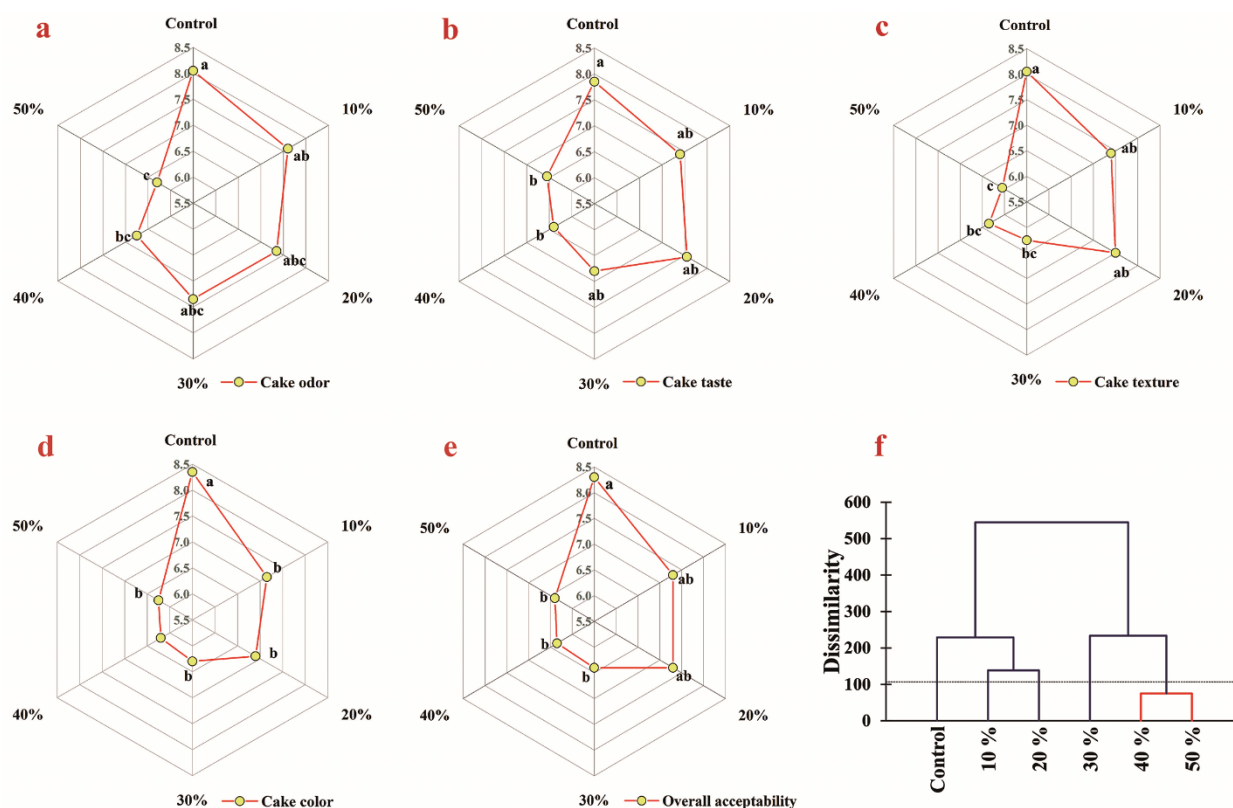 a
Control
8.5
8.0
7.5
7.0
6.5
6.0
5.5
a
50%
10%
ab
c
bc
abc
abc
40%
20%
30%
Cake odor
b
Control
8.5
8.0
7.5
7.0
6.5
6.0
5.5
a
50%
10%
ab
b
b
ab
ab
40%
20%
30%
Cake taste
c
Control
8.5
8.0
7.5
7.0
6.5
6.0
5.5
a
50%
10%
ab
c
bc
bc
ab
40%
20%
30%
Cake texture
d
Control
8.5
8.0
7.5
7.0
6.5
6.0
5.5
a
50%
10%
b
b
b
b
40%
20%
30%
Cake color
e
Control
8.5
8.0
7.5
7.0
6.5
6.0
5.5
a
50%
10%
ab
b
b
b
ab
40%
20%
30%
Overall acceptability
f
Dissimilarity
600
500
400
300
200
100
0
Control
10 %
20 %
30 %
40 %
50 %